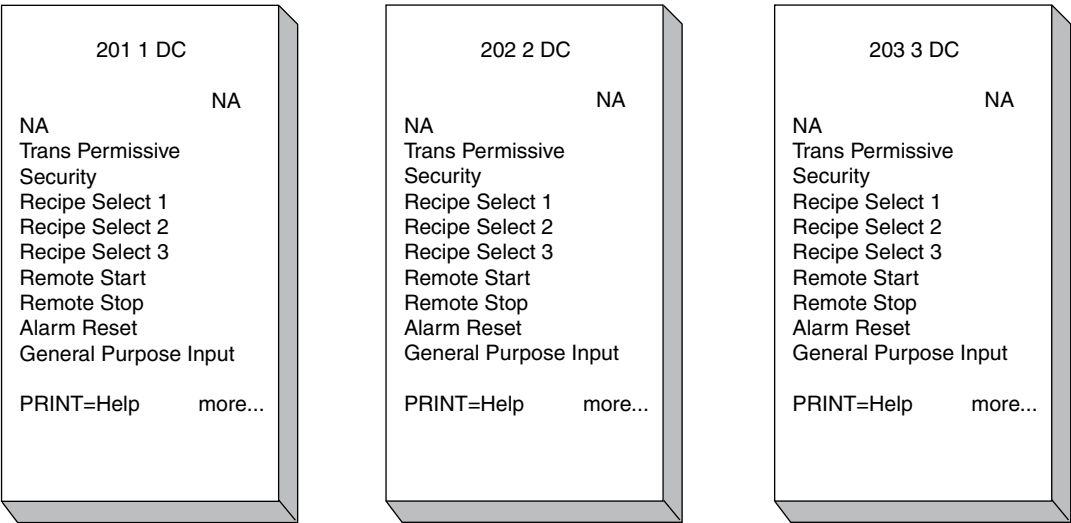 201 1 DC
NA
NA
Trans Permissive
Security
Recipe Select 1
Recipe Select 2
Recipe Select 3
Remote Start
Remote Stop
Alarm Reset
General Purpose Input
PRINT=Help more...
202 2 DC
NA
NA
Trans Permissive
Security
Recipe Select 1
Recipe Select 2
Recipe Select 3
Remote Start
Remote Stop
Alarm Reset
General Purpose Input
PRINT=Help more...
203 3 DC
NA
NA
Trans Permissive
Security
Recipe Select 1
Recipe Select 2
Recipe Select 3
Remote Start
Remote Stop
Alarm Reset
General Purpose Input
PRINT=Help more...